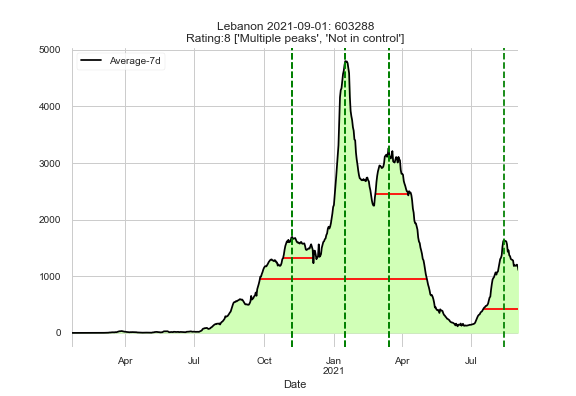 Lebanon 2021-09-01: 603288
Rating:8 ['Multiple peaks', 'Not in control']
Average-7d
5000
4000
3000
2000
1000
0
Apr Jul Oct Jan Apr Jul
2021
Date